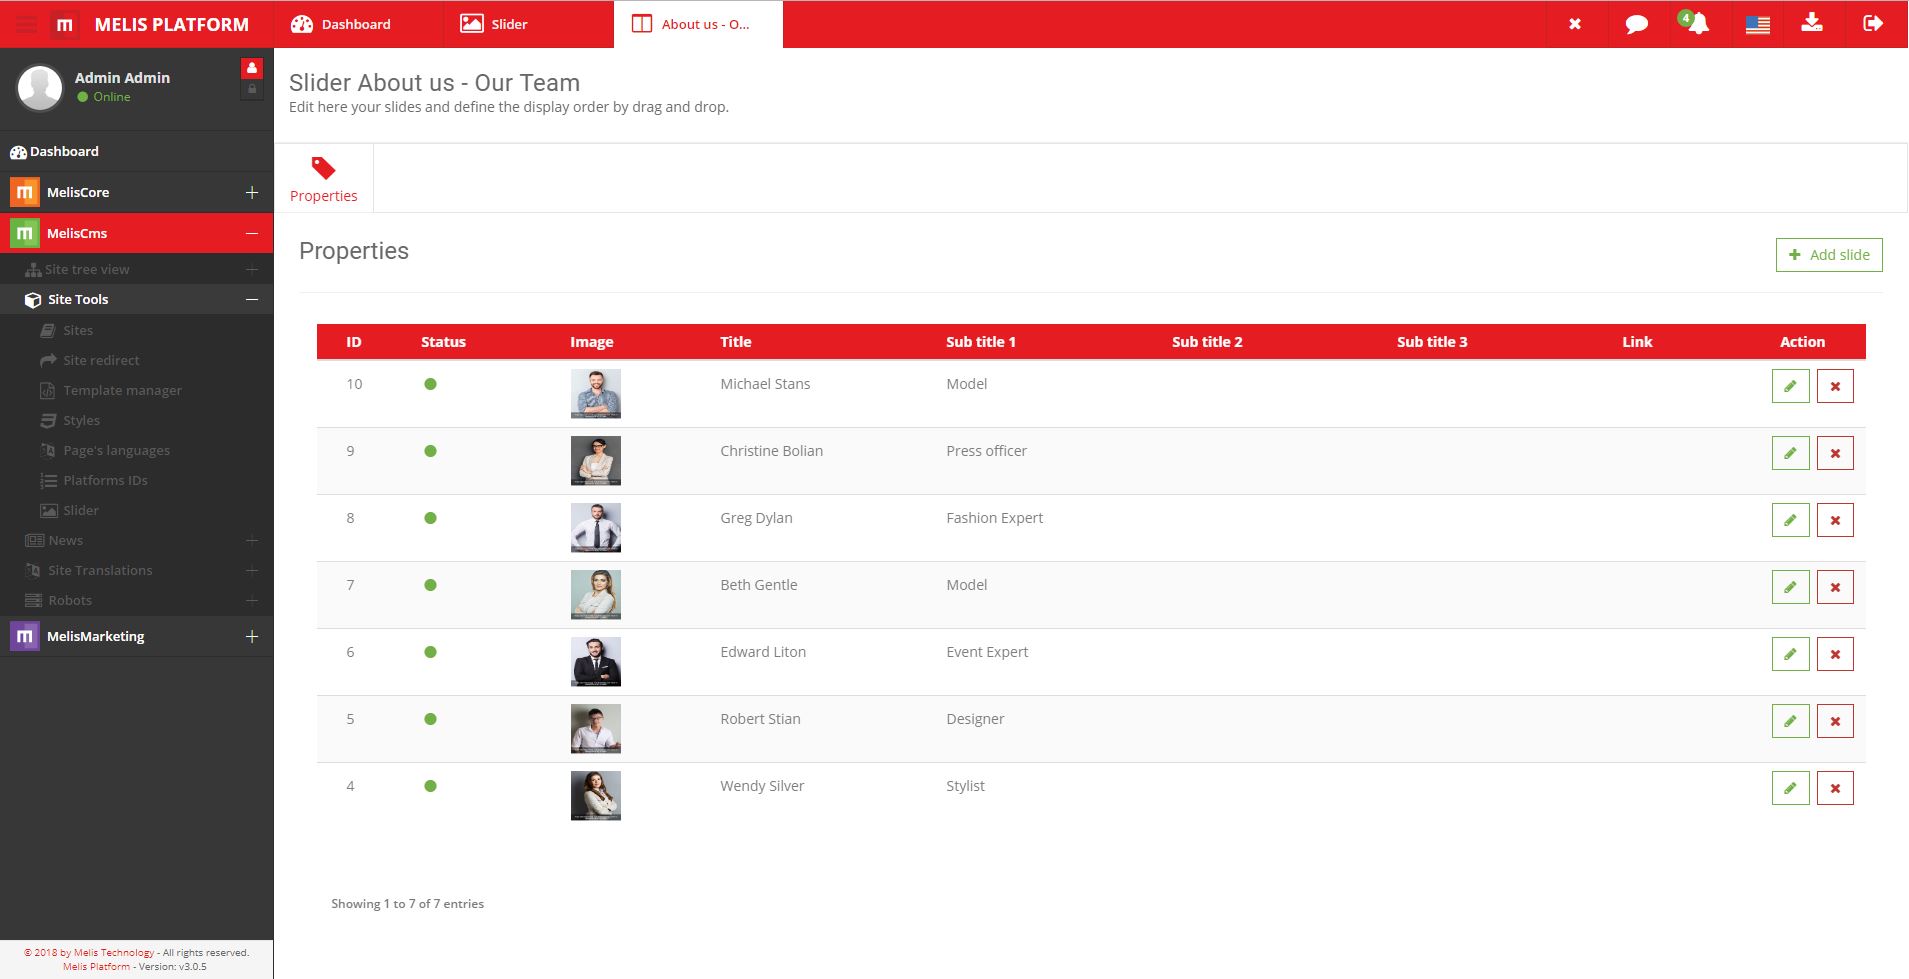 MELIS PLATFORM
Dashboard
Slider
About us - O...
4
Admin Admin
Online
Dashboard
MelisCore
MelisCms
Site tree view
Site Tools
Sites
Site redirect
Template manager
Styles
Page's languages
Platforms IDs
Slider
News
Site Translations
Robots
MelisMarketing
© 2018 by Melis Technology - All rights reserved.
Melis Platform - Version: v3.0.5
Slider About us - Our Team
Edit here your slides and define the display order by drag and drop.
Properties
Properties
Add slide
ID Status Image Title Sub title 1 Sub title 2 Sub title 3 Link Action
10 Michael Stans Model
9 Christine Bolian Press officer
8 Greg Dylan Fashion Expert
7 Beth Gentle Model
6 Edward Liton Event Expert
5 Robert Stian Designer
4 Wendy Silver Stylist
Showing 1 to 7 of 7 entries